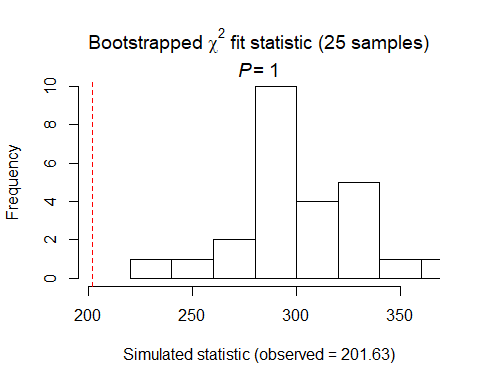 Bootstrapped χ² fit statistic (25 samples)
P= 1
Frequency
10
8
6
4
2
0
200 250 300 350
Simulated statistic (observed = 201.63)